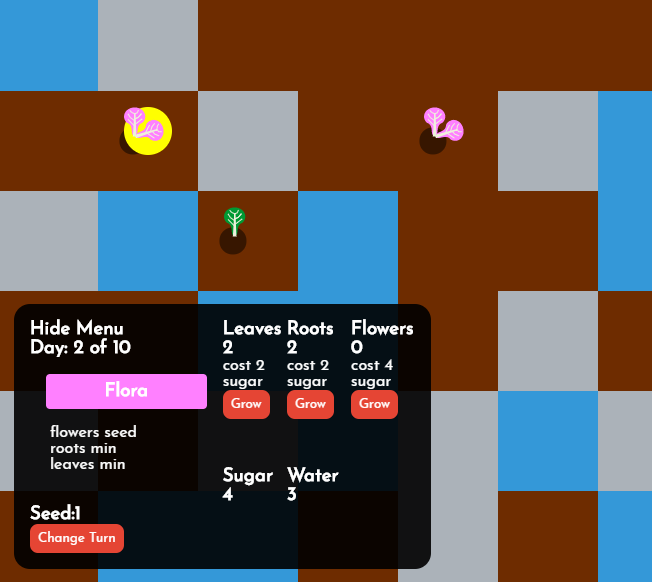 Hide Menu
Day: 2 of 10
Flora
flowers seed
roots min
leaves min
Seed:1
Change Turn
Leaves Roots Flowers
2 2 0
cost 2 cost 2 cost 4
sugar sugar sugar
Grow Grow Grow
Sugar Water
4 3